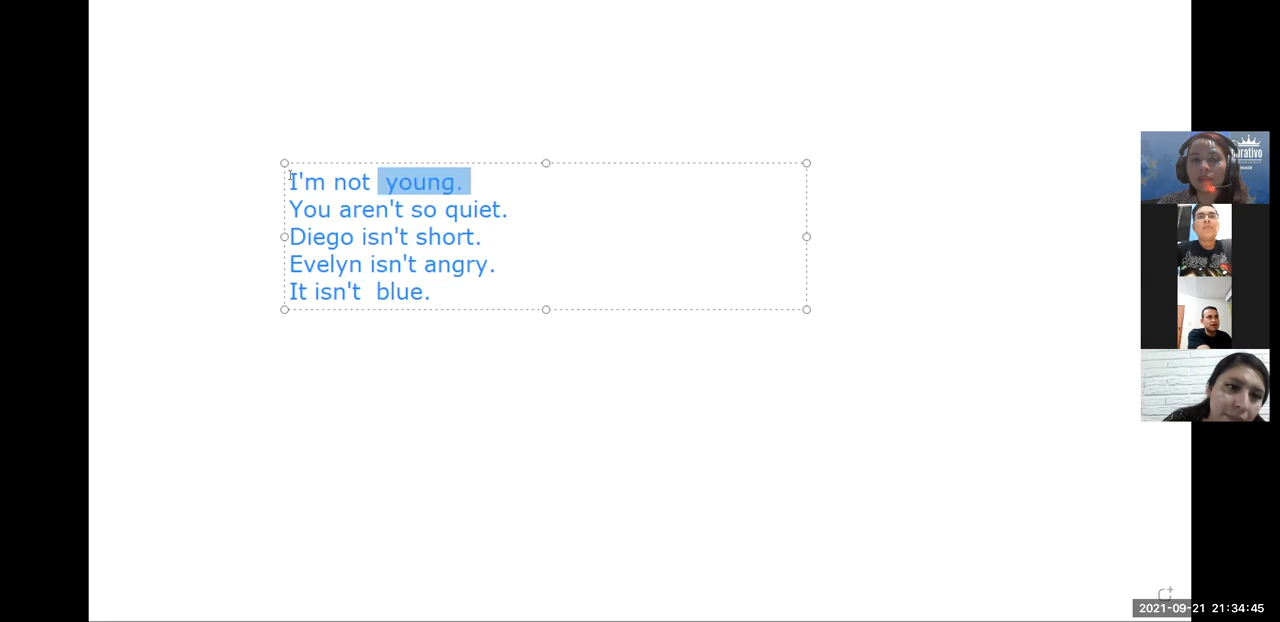 I'm not  young.
You aren't so quiet.
Diego isn't short.
Evelyn isn't angry.
It isn't  blue.
orativo
2021-09-21 21:34:45